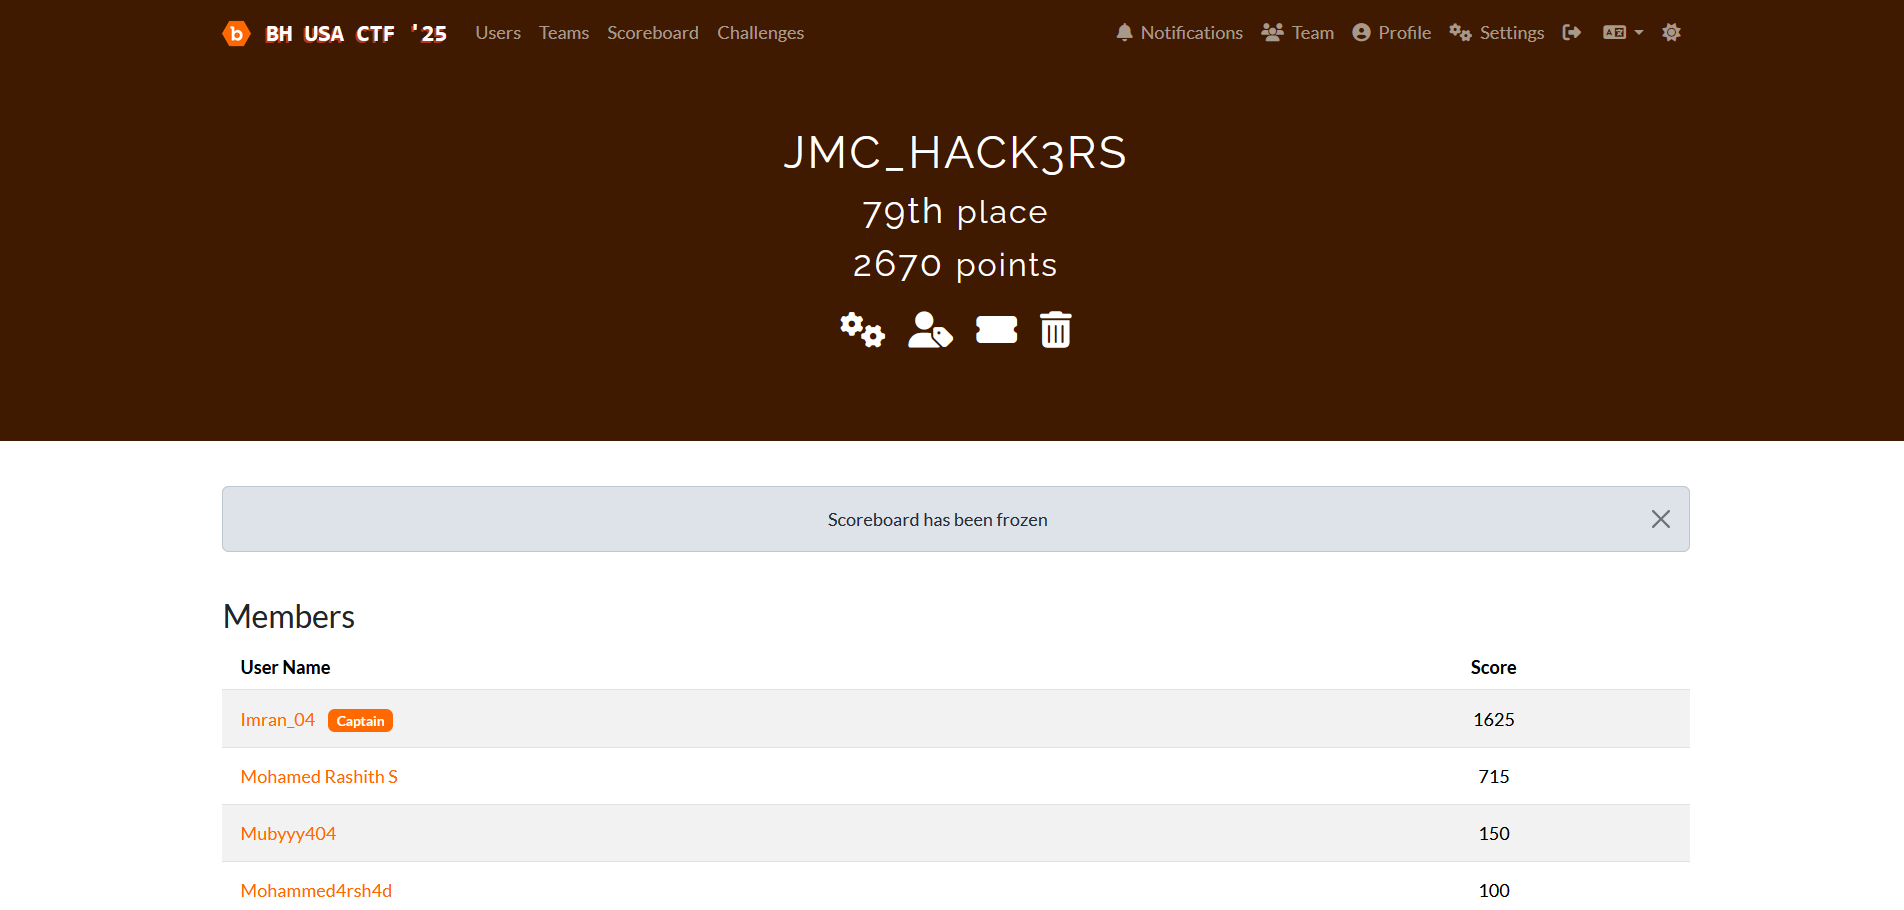 BH USA CTF '25 Users Teams Scoreboard Challenges Notifications Team Profile Settings
JMC_HACK3RS
79th place
2670 points
Scoreboard has been frozen
Members
User Name Score
Imran_04 Captain 1625
Mohamed Rashith S 715
Mubyyy404 150
Mohammed4rsh4d 100